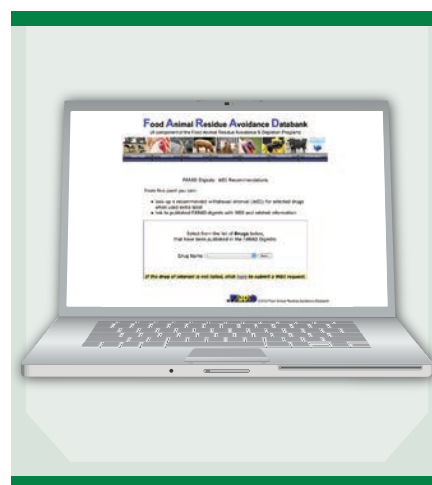 Food Animal Residue Avoidance Databank
(A component of the Food Animal Residue Avoidance & Depletion Program)
FARAD Digests: WDI Recommendations
From this point you can:
• look up a recommended withdrawal interval (WDI) for selected drugs
when used extra label
• link to published FARAD digests with WDI and related information
Select from the list of Drugs below,
that have been published in the FARAD Digests:
Drug Name:
If the drug of interest is not listed, click here to submit a WDI request.